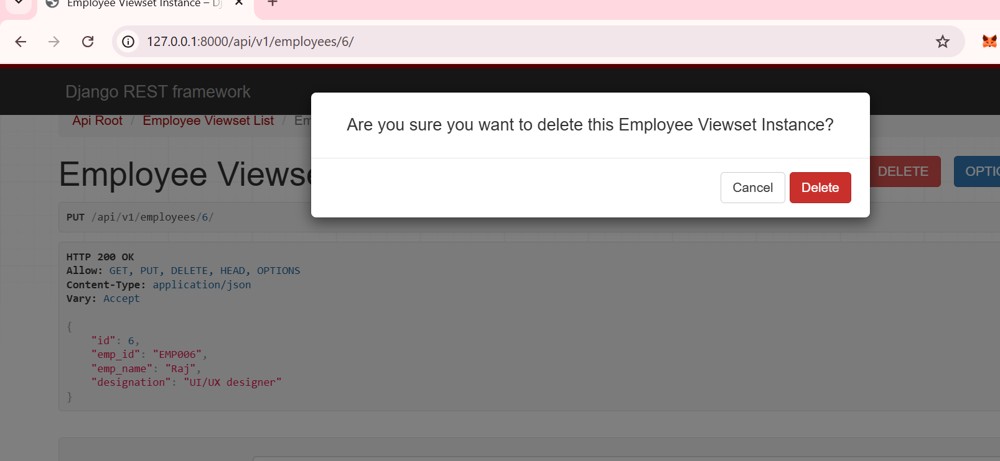 Employee Viewset Instance – Dj
127.0.0.1:8000/api/v1/employees/6/
Django REST framework
Api Root / Employee Viewset List / Em
Are you sure you want to delete this Employee Viewset Instance?
Cancel Delete
Employee Viewse
DELETE OPTIO
PUT /api/v1/employees/6/
HTTP 200 OK
Allow: GET, PUT, DELETE, HEAD, OPTIONS
Content-Type: application/json
Vary: Accept
{
"id": 6,
"emp_id": "EMP006",
"emp_name": "Raj",
"designation": "UI/UX designer"
}